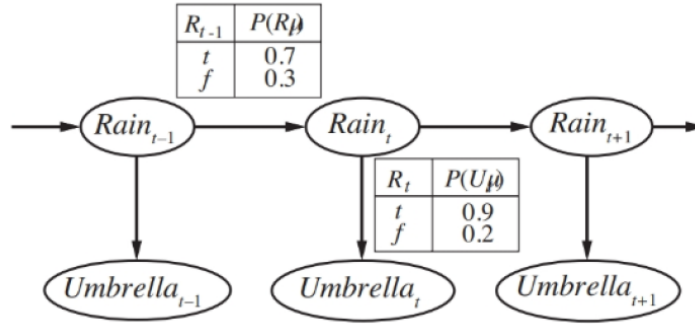 R_{t-1} P(R_t)
t 0.7
f 0.3
Rain_{t-1} Rain_t Rain_{t+1}
R_t P(U_t)
t 0.9
f 0.2
Umbrella_{t-1} Umbrella_t Umbrella_{t+1}